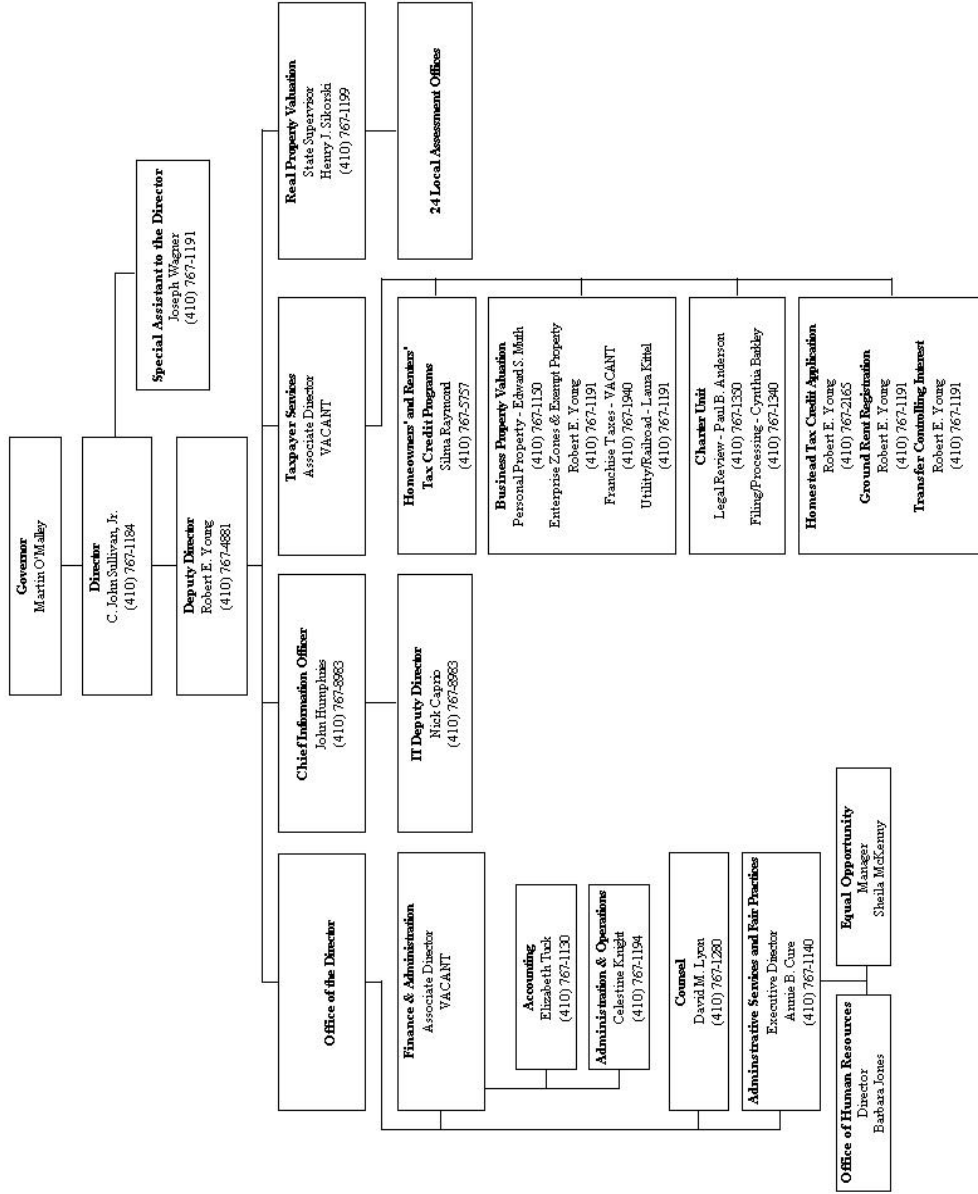 Governor
Martin O'Malley
Director
C. John Sullivan, Jr.
(410) 767-1184
Special Assistant to the Director
Joseph Wagner
(410) 767-1191
Deputy Director
Robert E. Young
(410) 767-4881
Office of the Director
Chief Information Officer
John Humphries
(410) 767-8983
Taxpayer Services
Associate Director
VACANT
Real Property Valuation
State Supervisor
Henry J. Sikorski
(410) 767-1199
Finance & Administration
Associate Director
VACANT
Accounting
Elizabeth Tuck
(410) 767-1130
Administration & Operations
Celestine Knight
(410) 767-1194
Counsel
David M. Lyon
(410) 767-1280
Adminstrative Services and Fair Practices
Executive Director
Annie B. Cure
(410) 767-1140
Office of Human Resources
Director
Barbara Jones
Equal Opportunity
Manager
Sheila McKenny
IT Deputy Director
Nick Caprio
(410) 767-8983
Homeowners' and Renters'
Tax Credit Programs
Silma Raymond
(410) 767-5757
Business Property Valuation
Personal Property - Edward S. Muth
(410) 767-1150
Enterprise Zones & Exempt Property
Robert E. Young
(410) 767-1191
Franchise Taxes - VACANT
(410) 767-1940
Utility/Railroad - Laura Kittel
(410) 767-1191
Charter Unit
Legal Review - Paul B. Anderson
(410) 767-1330
Filing/Processing - Cynthia Barkley
(410) 767-1340
Homestead Tax Credit Application
Robert E. Young
(410) 767-2165
Ground Rent Registration
Robert E. Young
(410) 767-1191
Transfer Controlling Interest
Robert E. Young
(410) 767-1191
24 Local Assessment Offices